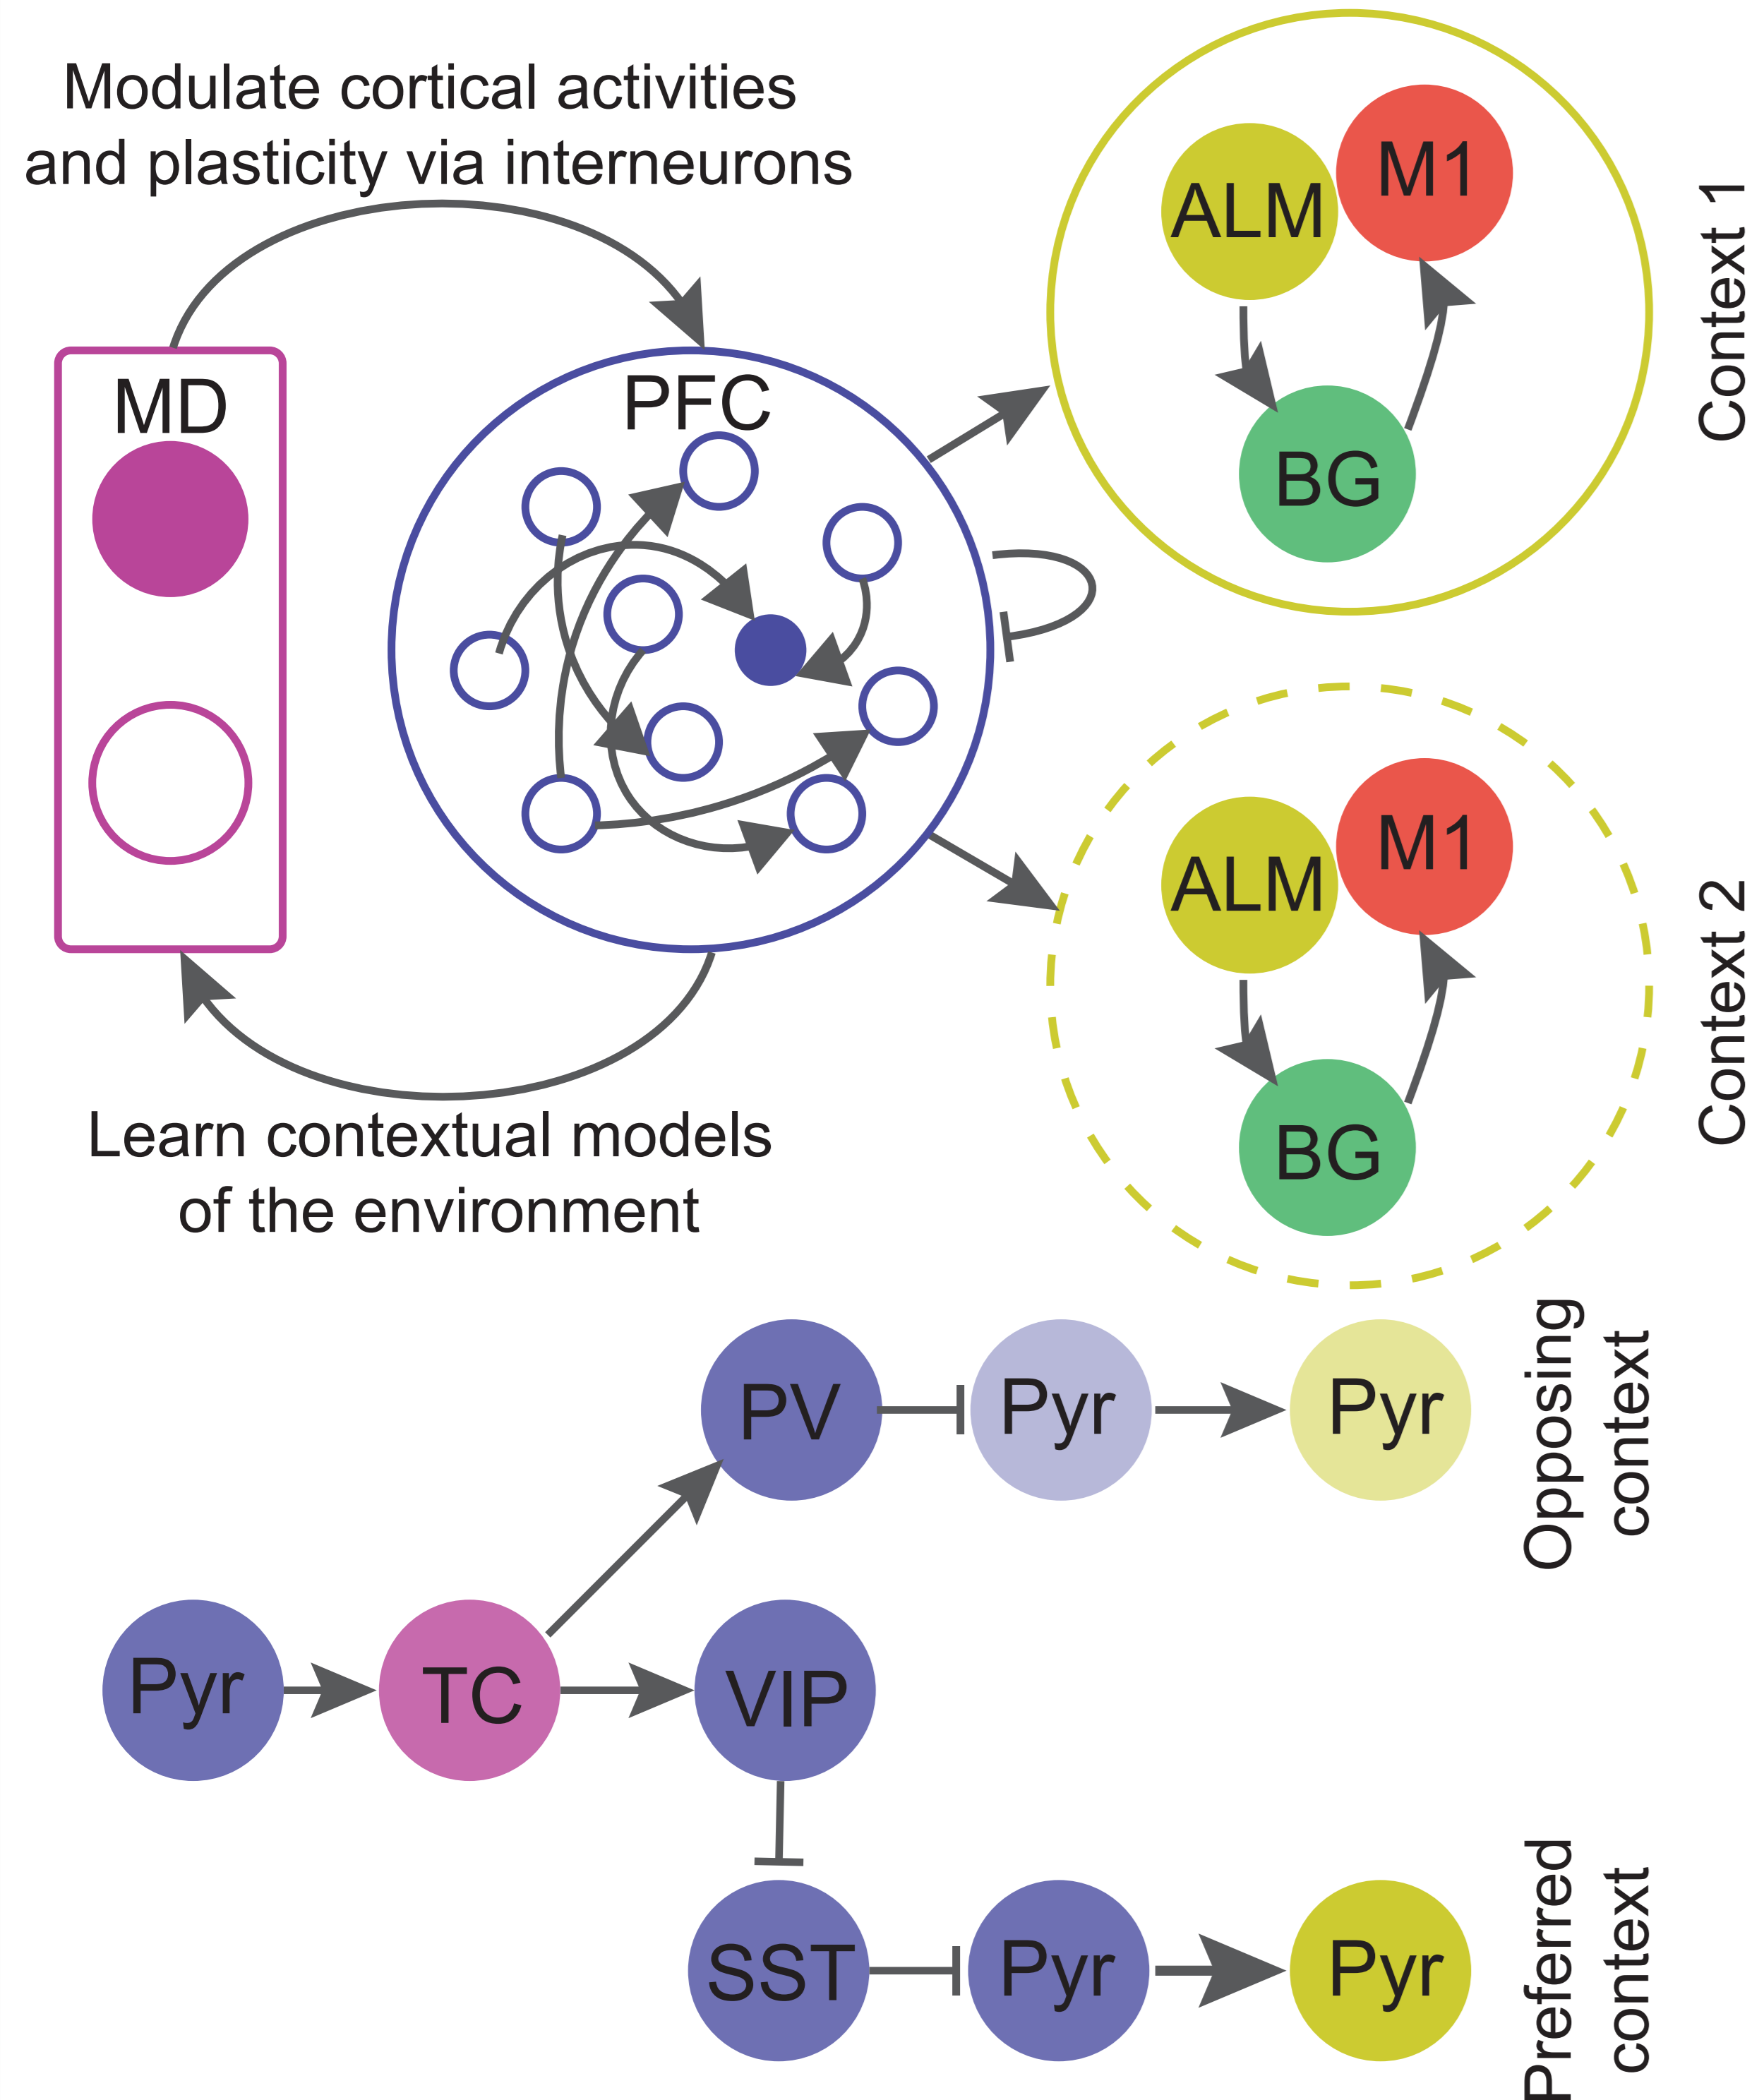 Modulate cortical activities
and plasticity via interneurons
MD
PFC
ALM
M1
BG
Context 1
ALM
M1
BG
Context 2
Learn contextual models
of the environment
PV
Pyr
Pyr
Opposing
context
Pyr
TC
VIP
SST
Pyr
Pyr
Preferred
context